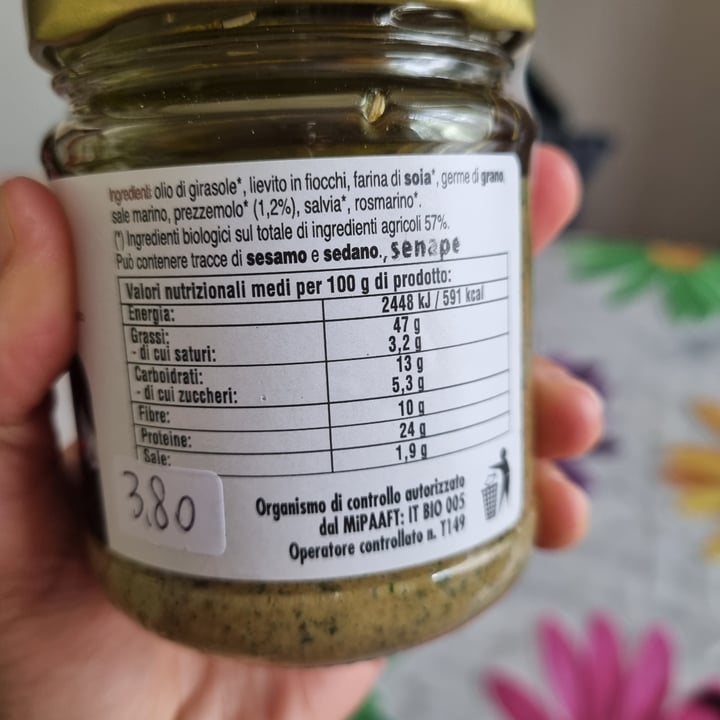 Ingredienti: olio di girasole*, lievito in fiocchi, farina di soia*, germe di grano,
sale marino, prezzemolo* (1,2%), salvia*, rosmarino*.
(*) Ingredienti biologici sul totale di ingredienti agricoli 57%.
Può contenere tracce di sesamo e sedano., senape
Valori nutrizionali medi per 100 g di prodotto:
Energia: 2448 kJ / 591 kcal
Grassi: 47 g
- di cui saturi: 3,2 g
Carboidrati: 13 g
- di cui zuccheri: 5,3 g
Fibre: 10 g
Proteine: 24 g
Sale: 1,9 g
3,80
Organismo di controllo autorizzato
dal MiPAAFT: IT BIO 005
Operatore controllato n. T149